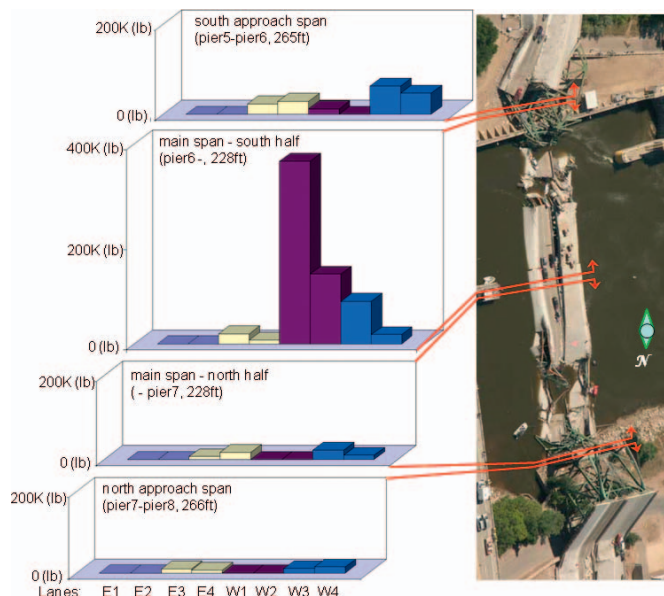 200K (lb)
south approach span
(pier5-pier6, 265ft)
0 (lb)
400K (lb)
main span - south half
(pier6 -, 228ft)
200K (lb)
0 (lb)
200K (lb)
main span - north half
( - pier7, 228ft)
0 (lb)
200K (lb)
north approach span
(pier7-pier8, 266ft)
0 (lb)
Lanes: E1 E2 E3 E4 W1 W2 W3 W4
N